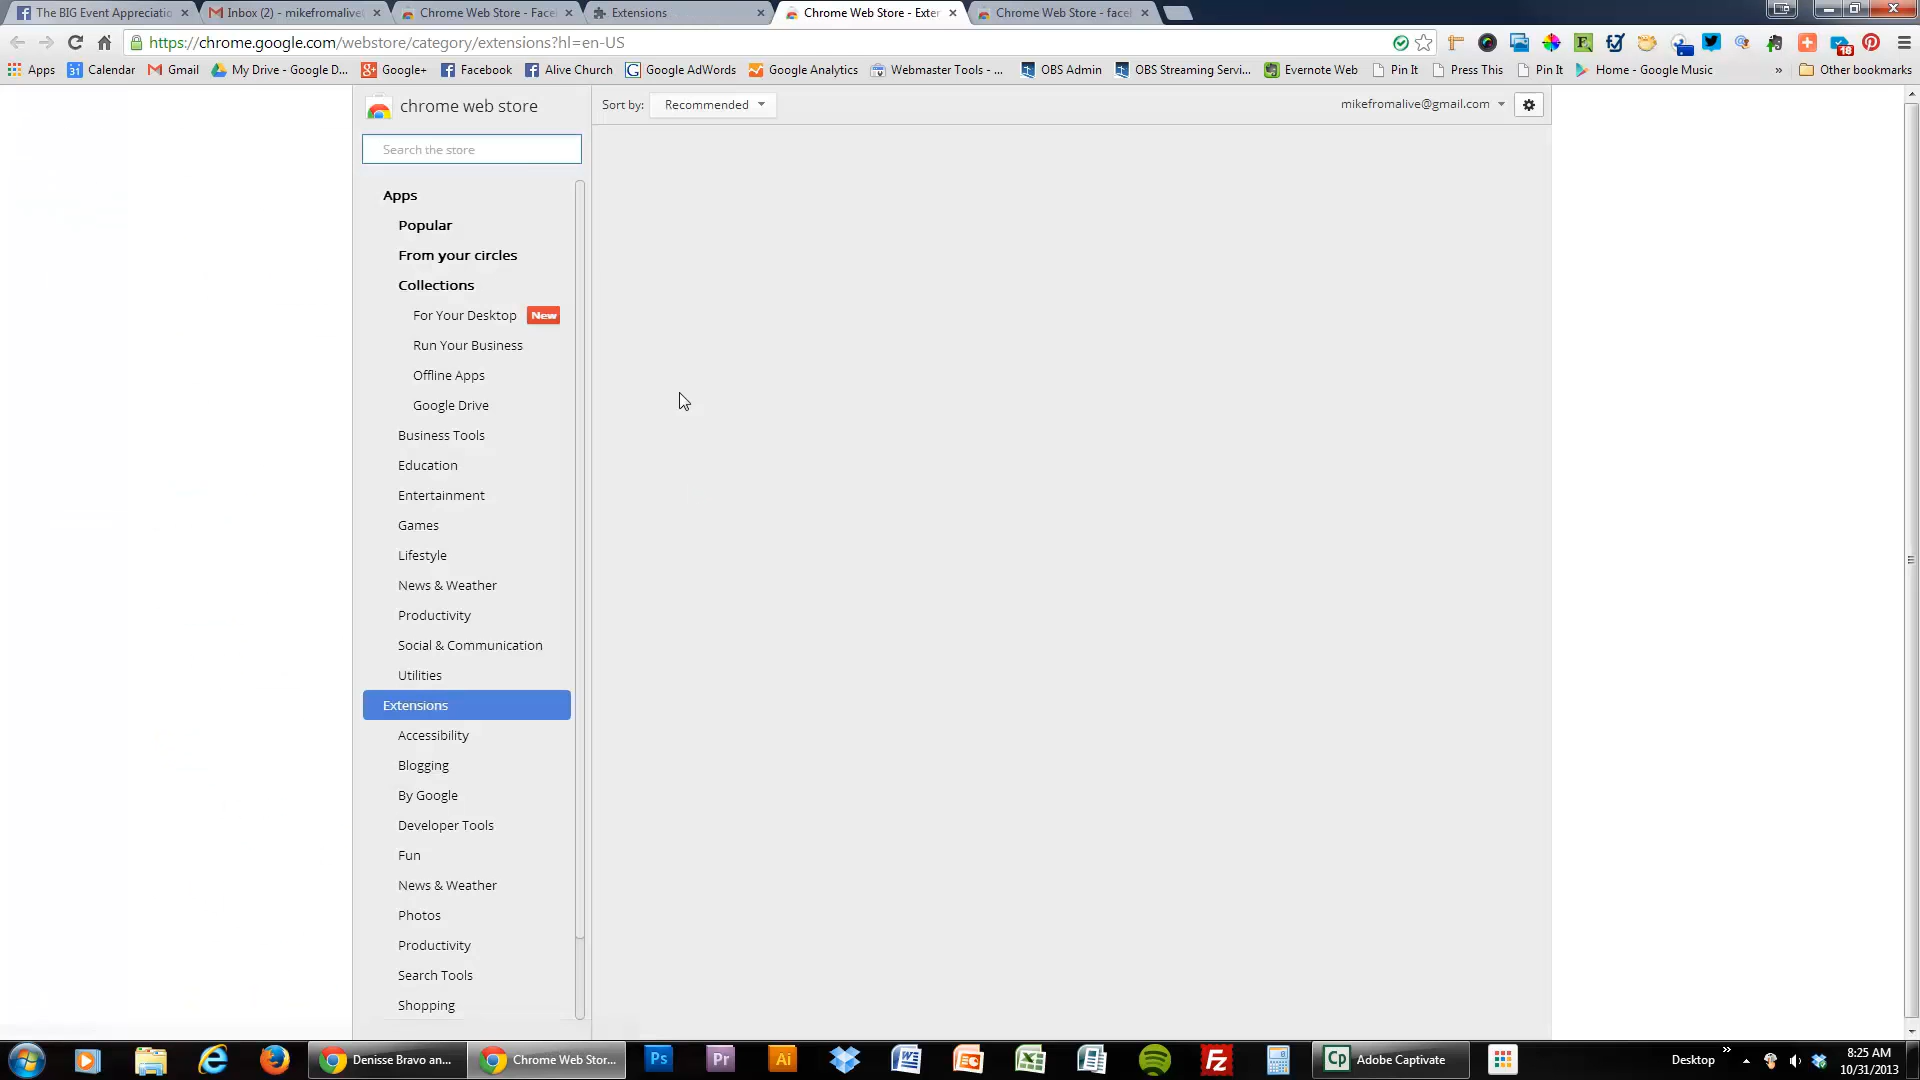 The BIG Event Appreciatio
Inbox (2) - mikefromalive
Chrome Web Store - Face
Extensions
Chrome Web Store - Exten
Chrome Web Store - faceb
https://chrome.google.com/webstore/category/extensions?hl=en-US
18
Apps
31 Calendar
Gmail
My Drive - Google D...
Google+
Facebook
Alive Church
Google AdWords
Google Analytics
Webmaster Tools - ...
OBS Admin
OBS Streaming Servi...
Evernote Web
Pin It
Press This
Pin It
Home - Google Music
»
Other bookmarks
chrome web store
Sort by: Recommended
mikefromalive@gmail.com
Search the store
Apps
Popular
From your circles
Collections
For Your Desktop New
Run Your Business
Offline Apps
Google Drive
Business Tools
Education
Entertainment
Games
Lifestyle
News & Weather
Productivity
Social & Communication
Utilities
Extensions
Accessibility
Blogging
By Google
Developer Tools
Fun
News & Weather
Photos
Productivity
Search Tools
Shopping
Denisse Bravo an...
Chrome Web Stor...
Ps
Pr
Ai
Fz
Cp Adobe Captivate
Desktop »
8:25 AM
10/31/2013